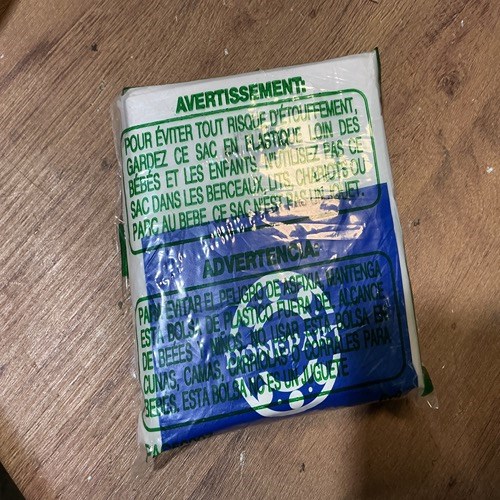 AVERTISSEMENT:
POUR ÉVITER TOUT RISQUE D'ÉTOUFFEMENT,
GARDEZ CE SAC EN PLASTIQUE LOIN DES
BÉBÉS ET LES ENFANTS. N'UTILISEZ PAS CE
SAC DANS LES BERCEAUX, LITS, CHARIOTS OU
PARC AU BEBE. CE SAC N'EST PAS UN JOUET.
ADVERTENCIA:
PARA EVITAR EL PELIGRO DE ASFIXIA, MANTENGA
ESTA BOLSA DE PLASTICO FUERA DEL ALCANCE
DE BEBES NIÑOS. NO USAR ESTA BOLSA EN
CUNAS, CAMAS, CARRIOLAS O CORRALES PARA
BEBES. ESTA BOLSA NO ES UN JUGUETE